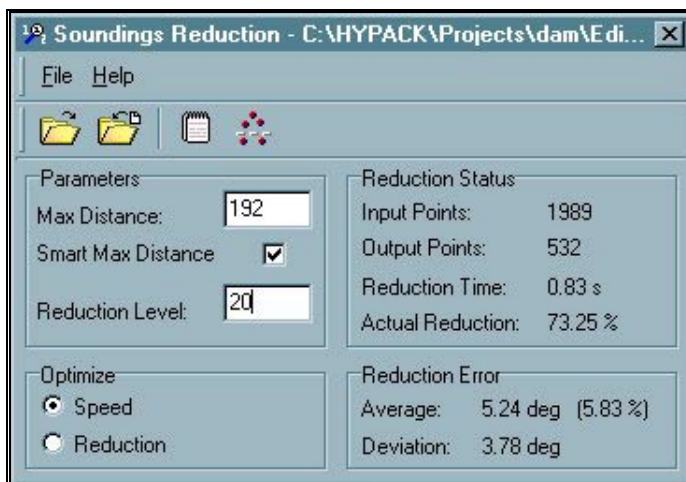 Soundings Reduction - C:\HYPACK\Projects\dam\Edi...
File Help
Parameters
Max Distance: 192
Smart Max Distance
Reduction Level: 20
Reduction Status
Input Points: 1989
Output Points: 532
Reduction Time: 0.83 s
Actual Reduction: 73.25 %
Optimize
Speed
Reduction
Reduction Error
Average: 5.24 deg (5.83 %)
Deviation: 3.78 deg